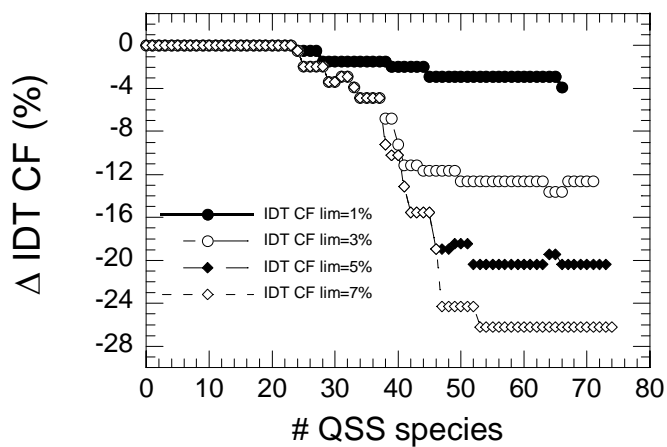 Δ IDT CF (%)
0
-4
-8
-12
-16
-20
-24
-28
IDT CF lim=1%
IDT CF lim=3%
IDT CF lim=5%
IDT CF lim=7%
0 10 20 30 40 50 60 70 80
# QSS species